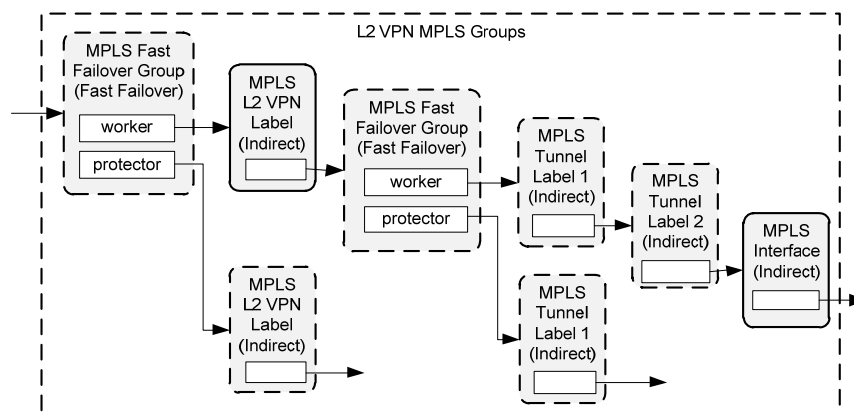 L2 VPN MPLS Groups
MPLS Fast
Failover Group
(Fast Failover)
worker
protector
MPLS
L2 VPN
Label
(Indirect)
MPLS Fast
Failover Group
(Fast Failover)
worker
protector
MPLS
Tunnel
Label 1
(Indirect)
MPLS
Tunnel
Label 2
(Indirect)
MPLS
Interface
(Indirect)
MPLS
L2 VPN
Label
(Indirect)
MPLS
Tunnel
Label 1
(Indirect)